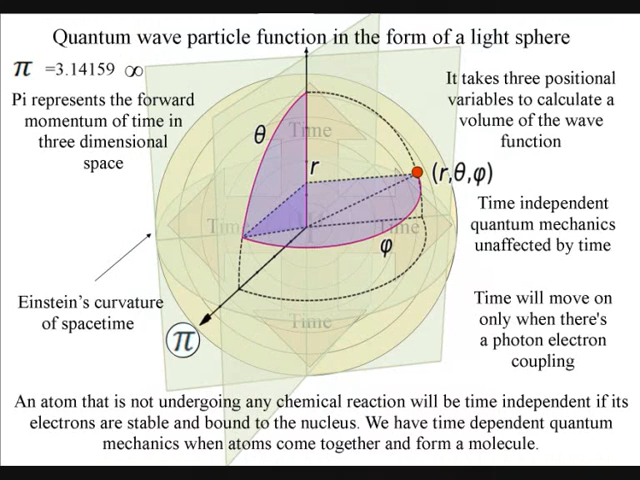 Quantum wave particle function in the form of a light sphere
π =3.14159 ∞
Pi represents the forward
momentum of time in
three dimensional
space
It takes three positional
variables to calculate a
volume of the wave
function
θ
Time
r
(r,θ,φ)
Time
Time
φ
Time independent
quantum mechanics
unaffected by time
Einstein's curvature
of spacetime
Time
π
Time will move on
only when there's
a photon electron
coupling
An atom that is not undergoing any chemical reaction will be time independent if its
electrons are stable and bound to the nucleus. We have time dependent quantum
mechanics when atoms come together and form a molecule.